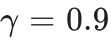 γ = 0.9